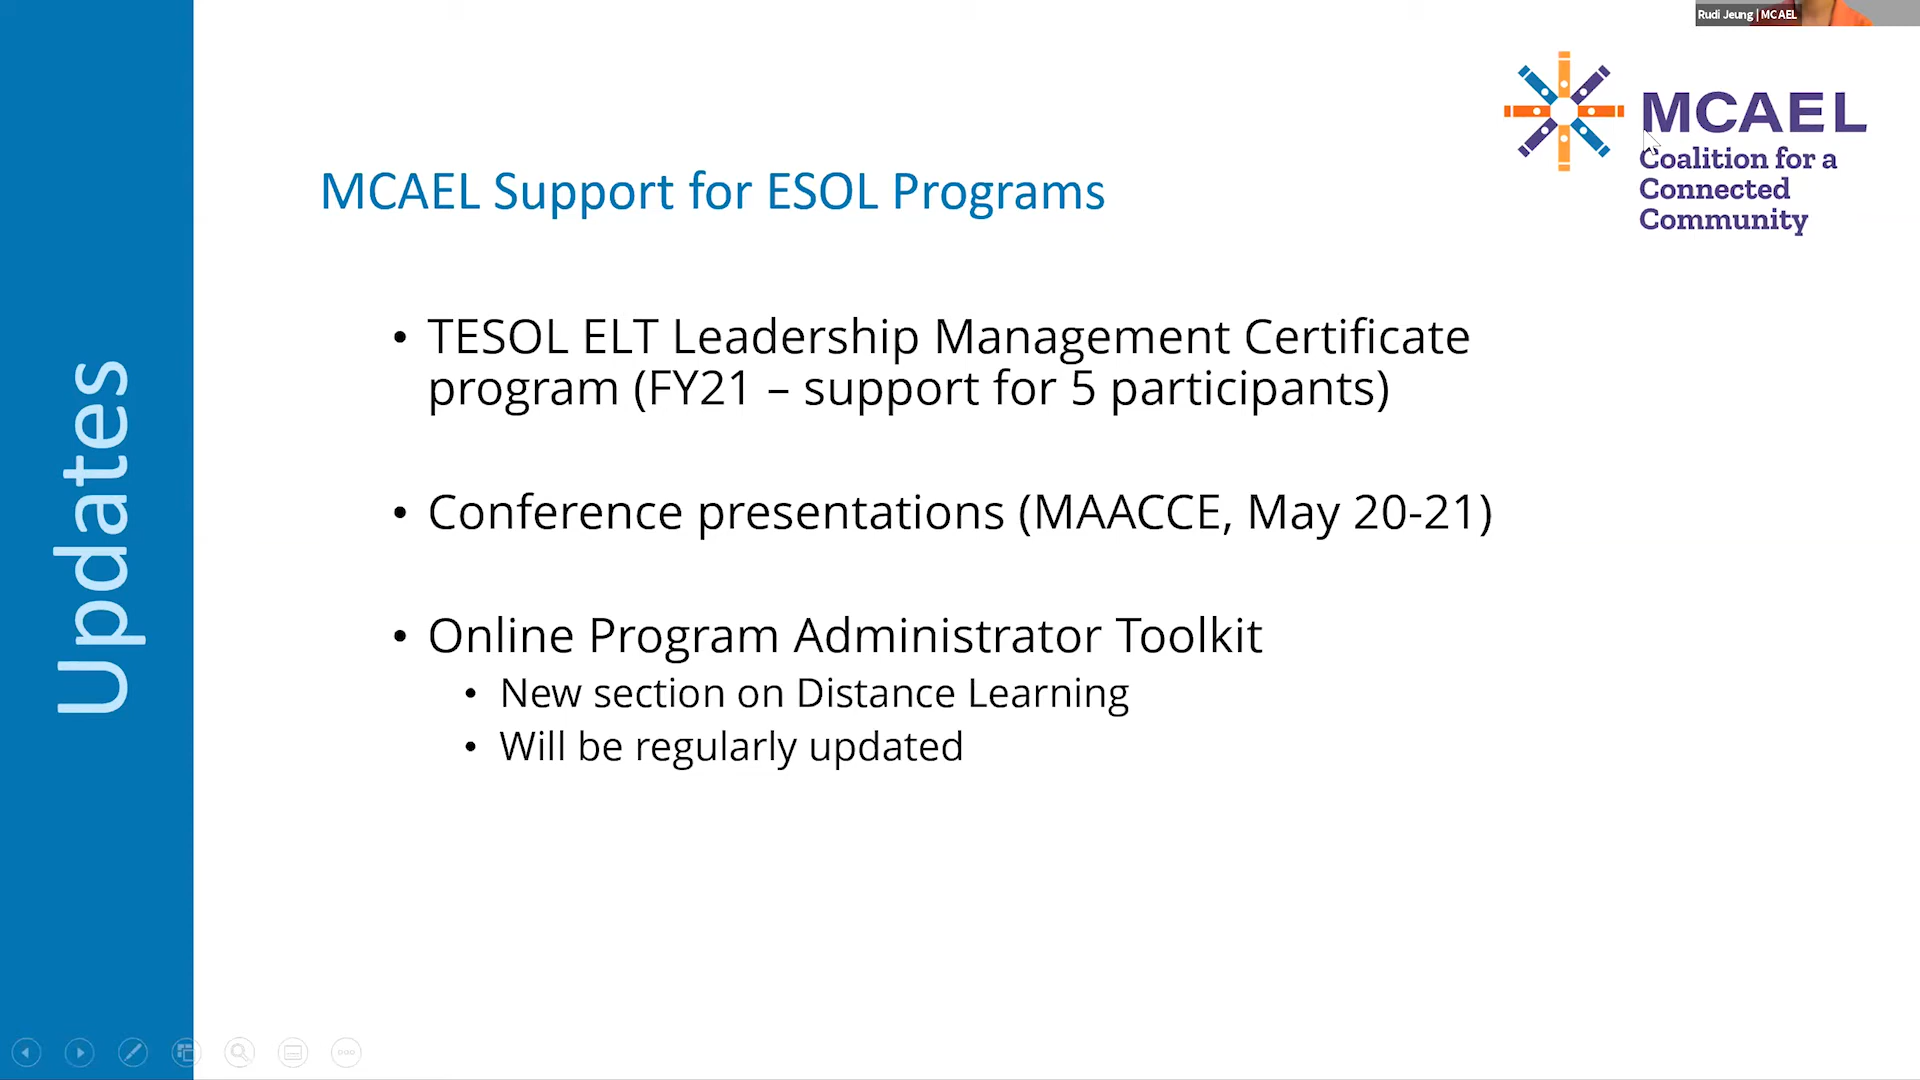 Rudi Jeung | MCAEL
MCAEL
Coalition for a
Connected
Community
MCAEL Support for ESOL Programs
Updates
• TESOL ELT Leadership Management Certificate
program (FY21 – support for 5 participants)
• Conference presentations (MAACCE, May 20-21)
• Online Program Administrator Toolkit
• New section on Distance Learning
• Will be regularly updated